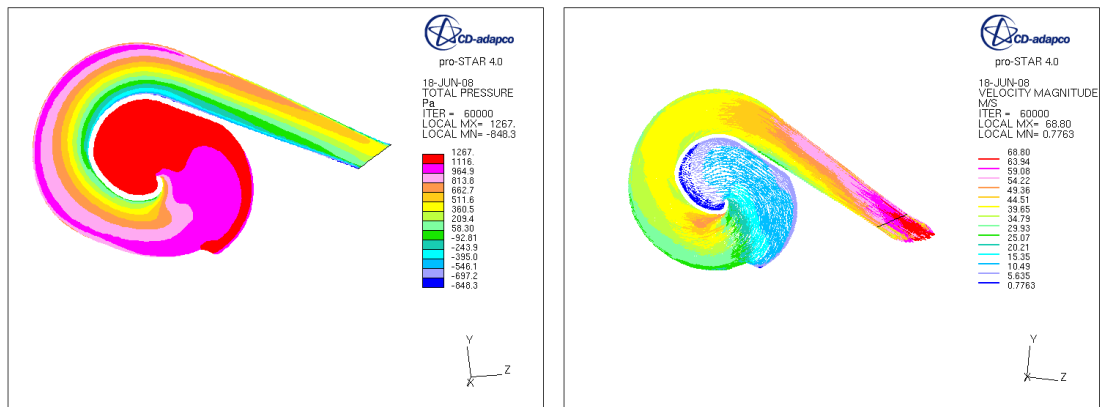 CD-adapco
pro-STAR 4.0
18-JUN-08
TOTAL PRESSURE
Pa
ITER = 60000
LOCAL MX= 1267.
LOCAL MN= -848.3
1267.
1116.
964.9
813.8
662.7
511.6
360.5
209.4
58.30
-92.81
-243.9
-395.0
-546.1
-697.2
-848.3
Y
X
Z
CD-adapco
pro-STAR 4.0
18-JUN-08
VELOCITY MAGNITUDE
M/S
ITER = 60000
LOCAL MX= 68.80
LOCAL MN= 0.7763
68.80
63.94
59.08
54.22
49.36
44.51
39.65
34.79
29.93
25.07
20.21
15.35
10.49
5.635
0.7763
Y
X
Z